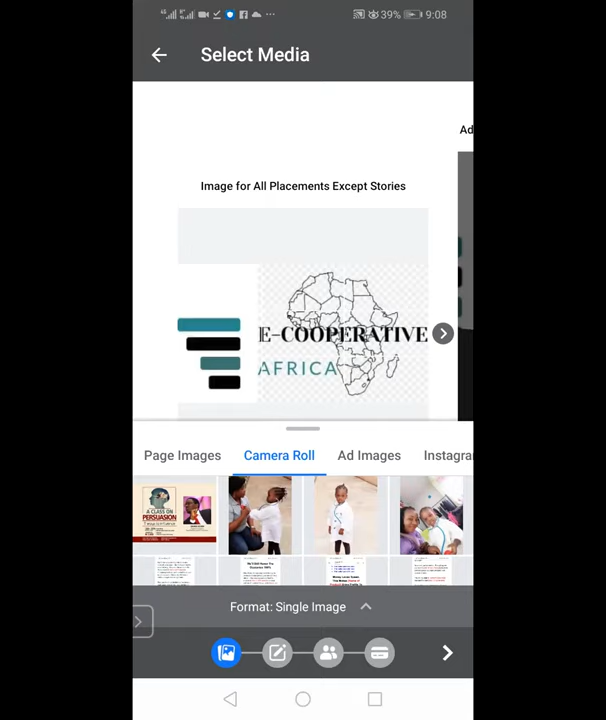 39% 9:08
Select Media
Ad
Image for All Placements Except Stories
E-COOPERATIVE
AFRICA
Page Images Camera Roll Ad Images Instagra
A CLASS ON
PERSUASION
Format: Single Image